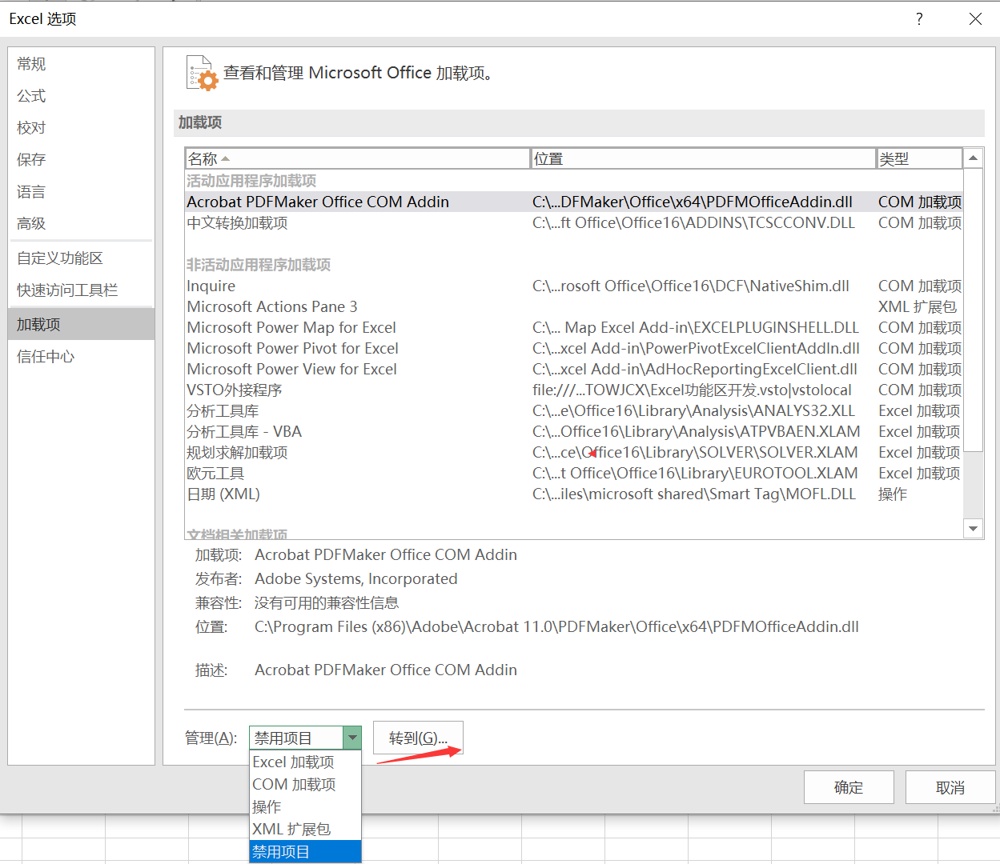 Excel 选项
?
常规
公式
校对
保存
语言
高级
自定义功能区
快速访问工具栏
加载项
信任中心
查看和管理 Microsoft Office 加载项。
加载项
名称 位置 类型
活动应用程序加载项
Acrobat PDFMaker Office COM Addin C:\...DFMaker\Office\x64\PDFMOfficeAddin.dll COM 加载项
中文转换加载项 C:\...ft Office\Office16\ADDINS\TCSCCONV.DLL COM 加载项
非活动应用程序加载项
Inquire C:\...rosoft Office\Office16\DCF\NativeShim.dll COM 加载项
Microsoft Actions Pane 3 XML 扩展包
Microsoft Power Map for Excel C:\... Map Excel Add-in\EXCELPLUGINSHELL.DLL COM 加载项
Microsoft Power Pivot for Excel C:\...xcel Add-in\PowerPivotExcelClientAddIn.dll COM 加载项
Microsoft Power View for Excel C:\...xcel Add-in\AdHocReportingExcelClient.dll COM 加载项
VSTO外接程序 file:///...TOWJCX\Excel功能区开发.vsto|vstolocal COM 加载项
分析工具库 C:\...e\Office16\Library\Analysis\ANALYS32.XLL Excel 加载项
分析工具库 - VBA C:\...Office16\Library\Analysis\ATPVBAEN.XLAM Excel 加载项
规划求解加载项 C:\...ce\Office16\Library\SOLVER\SOLVER.XLAM Excel 加载项
欧元工具 C:\...t Office\Office16\Library\EUROTOOL.XLAM Excel 加载项
日期 (XML) C:\...iles\microsoft shared\Smart Tag\MOFL.DLL 操作
文档相关加载项
加载项: Acrobat PDFMaker Office COM Addin
发布者: Adobe Systems, Incorporated
兼容性: 没有可用的兼容性信息
位置: C:\Program Files (x86)\Adobe\Acrobat 11.0\PDFMaker\Office\x64\PDFMOfficeAddin.dll
描述: Acrobat PDFMaker Office COM Addin
管理(A): 禁用项目 转到(G)...
Excel 加载项
COM 加载项
操作
XML 扩展包
禁用项目
确定 取消